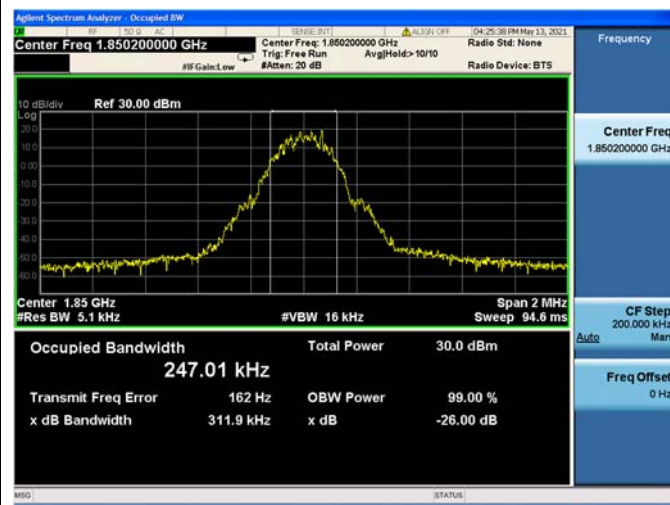 Agilent Spectrum Analyzer - Occupied BW
RF 50 Ω AC SENSE:INT ALIGN OFF 04:25:38 PM May 13, 2021
Center Freq 1.850200000 GHz
Center Freq: 1.850200000 GHz
Radio Std: None
Trig: Free Run Avg|Hold:>10/10
#IFGain:Low
#Atten: 20 dB
Radio Device: BTS
10 dB/div Ref 30.00 dBm
Log
20.0
10.0
0.00
-10.0
-20.0
-30.0
-40.0
-50.0
-60.0
Center 1.85 GHz
Span 2 MHz
#Res BW 5.1 kHz
#VBW 16 kHz
Sweep 94.6 ms
Occupied Bandwidth
Total Power 30.0 dBm
247.01 kHz
Transmit Freq Error 162 Hz OBW Power 99.00 %
x dB Bandwidth 311.9 kHz x dB -26.00 dB
MSG
STATUS
Frequency
Center Freq
1.850200000 GHz
CF Step
200.000 kHz
Auto Man
Freq Offset
0 Hz